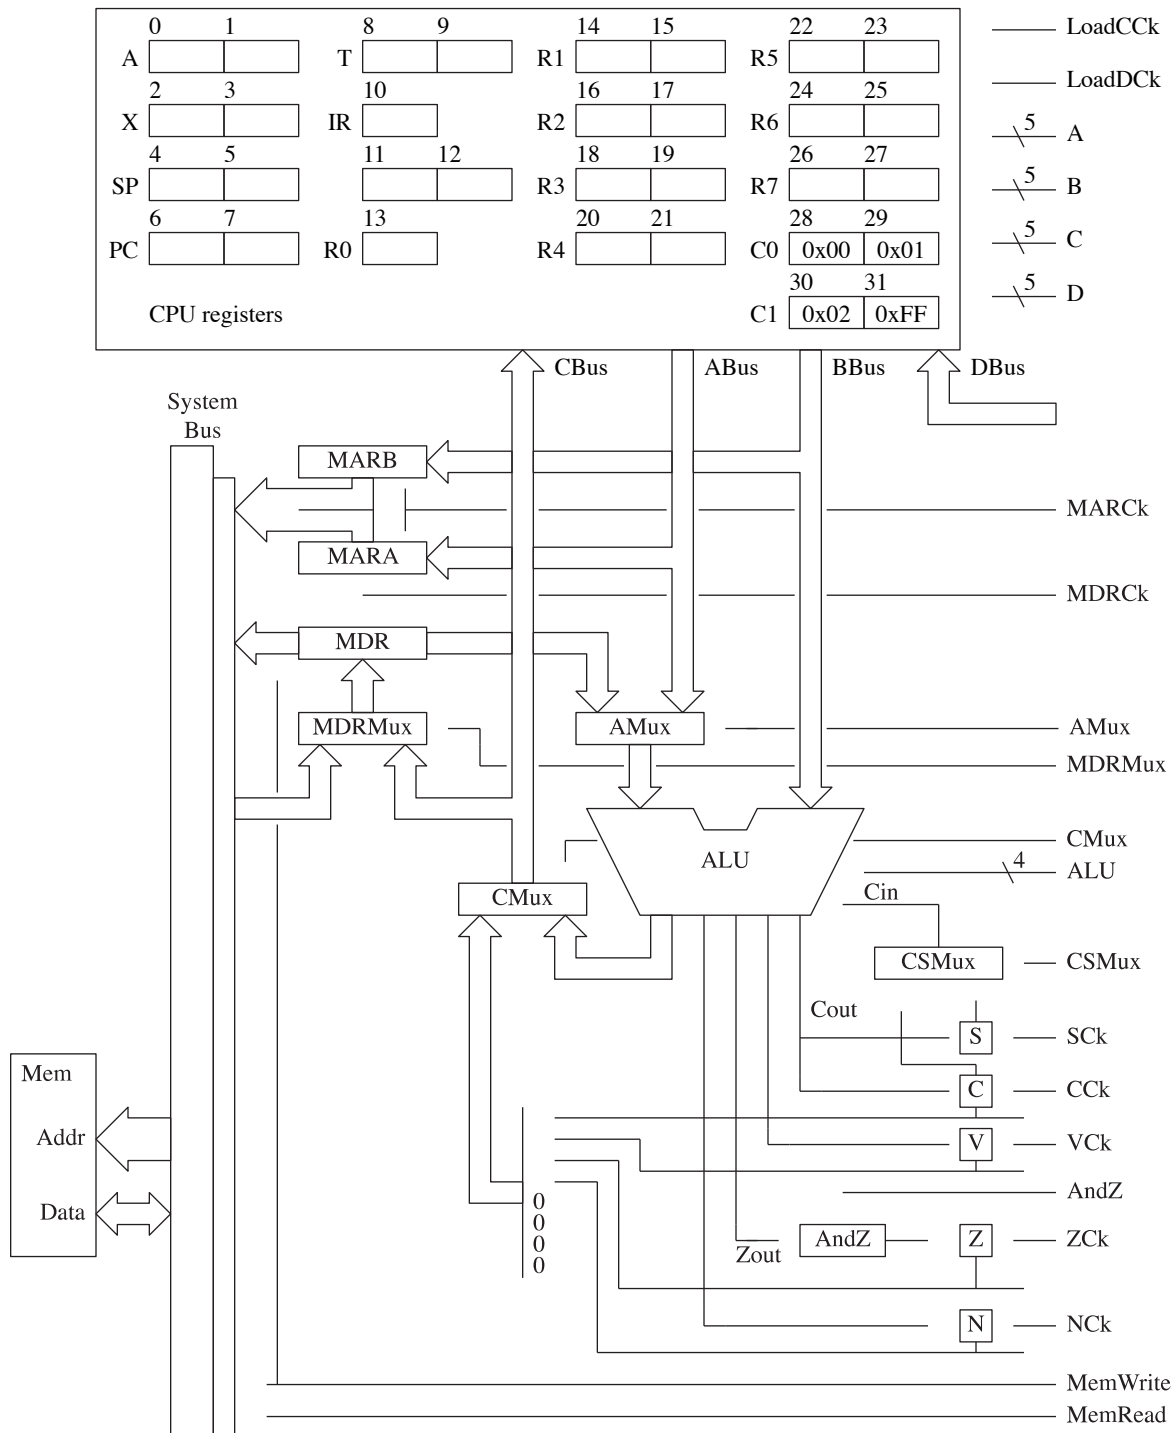 0 1 8 9 14 15 22 23 LoadCCk
A T R1 R5
LoadDCk
2 3 10 16 17 24 25
X IR R2 R6 5 A
4 5 11 12 18 19 26 27
SP R3 R7 5 B
6 7 13 20 21 28 29
PC R0 R4 C0 0x00 0x01 5 C
30 31
CPU registers C1 0x02 0xFF 5 D
CBus ABus BBus DBus
System
Bus
MARB
MARCk
MARA
MDRCk
MDR
MDRMux AMux AMux
MDRMux
CMux
ALU 4 ALU
Cin
CMux
CSMux CSMux
Cout
S SCk
Mem
C CCk
Addr V VCk
AndZ
Data 0
0
0
0
Zout AndZ Z ZCk
N NCk
MemWrite
MemRead